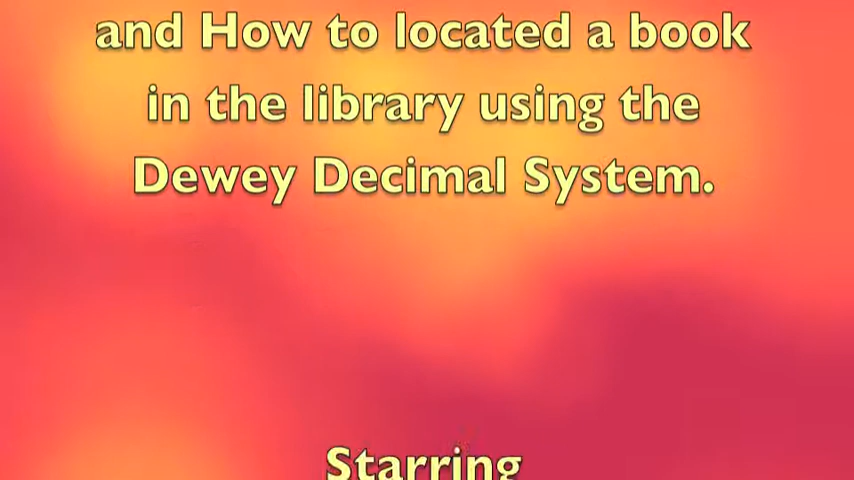 and How to located a book
in the library using the
Dewey Decimal System.
Starring